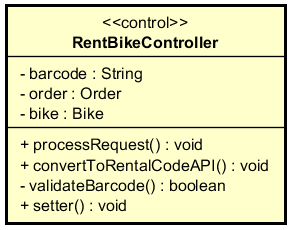 <<control>>
RentBikeController
- barcode : String
- order : Order
- bike : Bike
+ processRequest() : void
+ convertToRentalCodeAPI() : void
- validateBarcode() : boolean
+ setter() : void